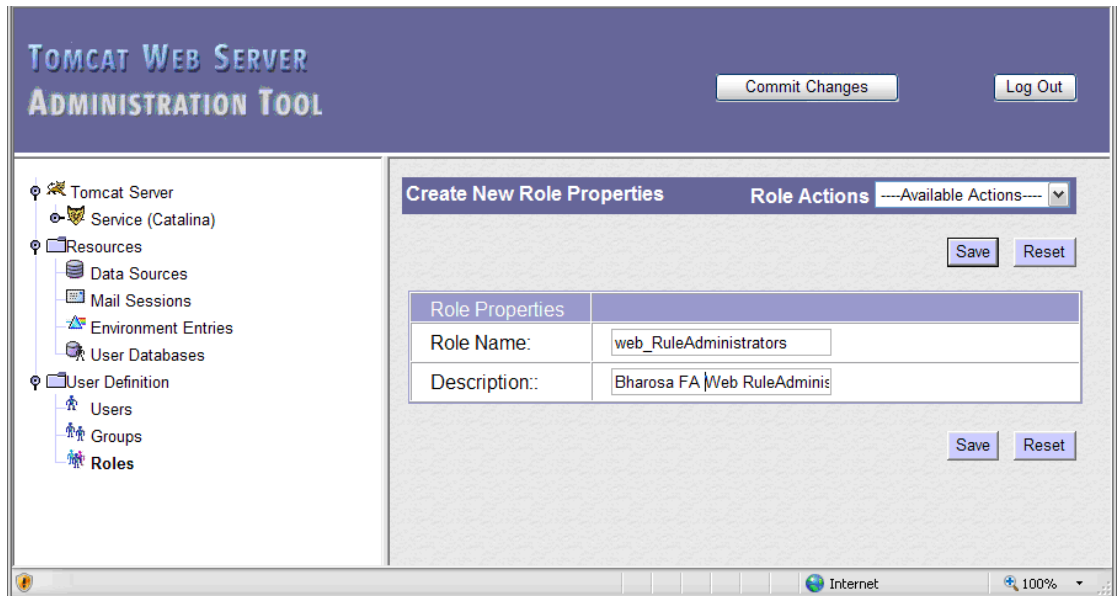 TOMCAT WEB SERVER
ADMINISTRATION TOOL
Commit Changes
Log Out
Tomcat Server
Service (Catalina)
Resources
Data Sources
Mail Sessions
Environment Entries
User Databases
User Definition
Users
Groups
Roles
Create New Role Properties
Role Actions ----Available Actions----
Save Reset
Role Properties
Role Name: web_RuleAdministrators
Description:: Bharosa FA Web RuleAdminis
Save Reset
Internet
100%